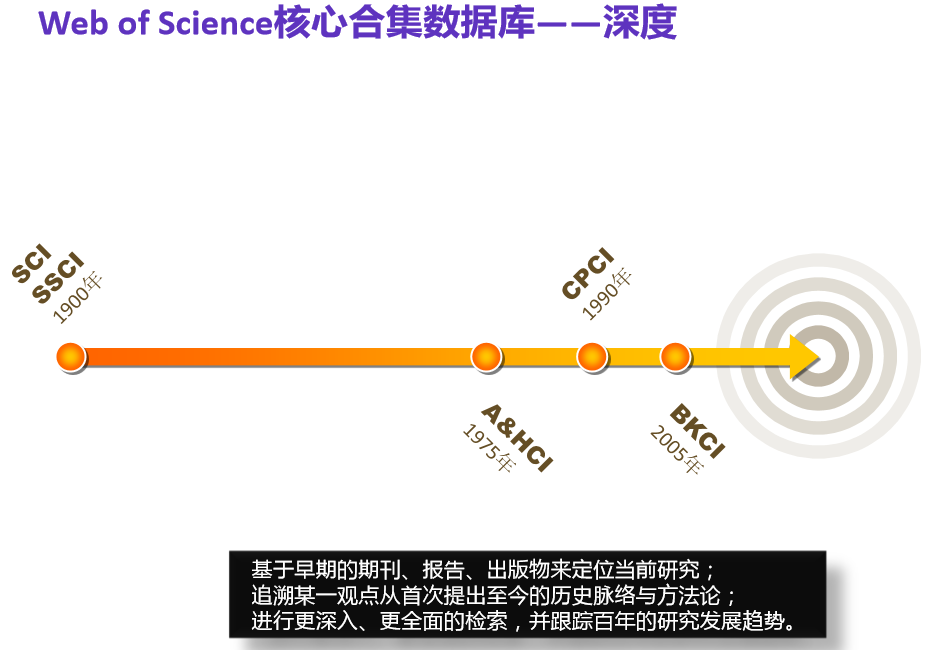 Web of Science核心合集数据库——深度
SCI
SSCI
1900年
CPCI
1990年
A&HCI
1975年
BKCI
2005年
基于早期的期刊、报告、出版物来定位当前研究；
追溯某一观点从首次提出至今的历史脉络与方法论；
进行更深入、更全面的检索，并跟踪百年的研究发展趋势。